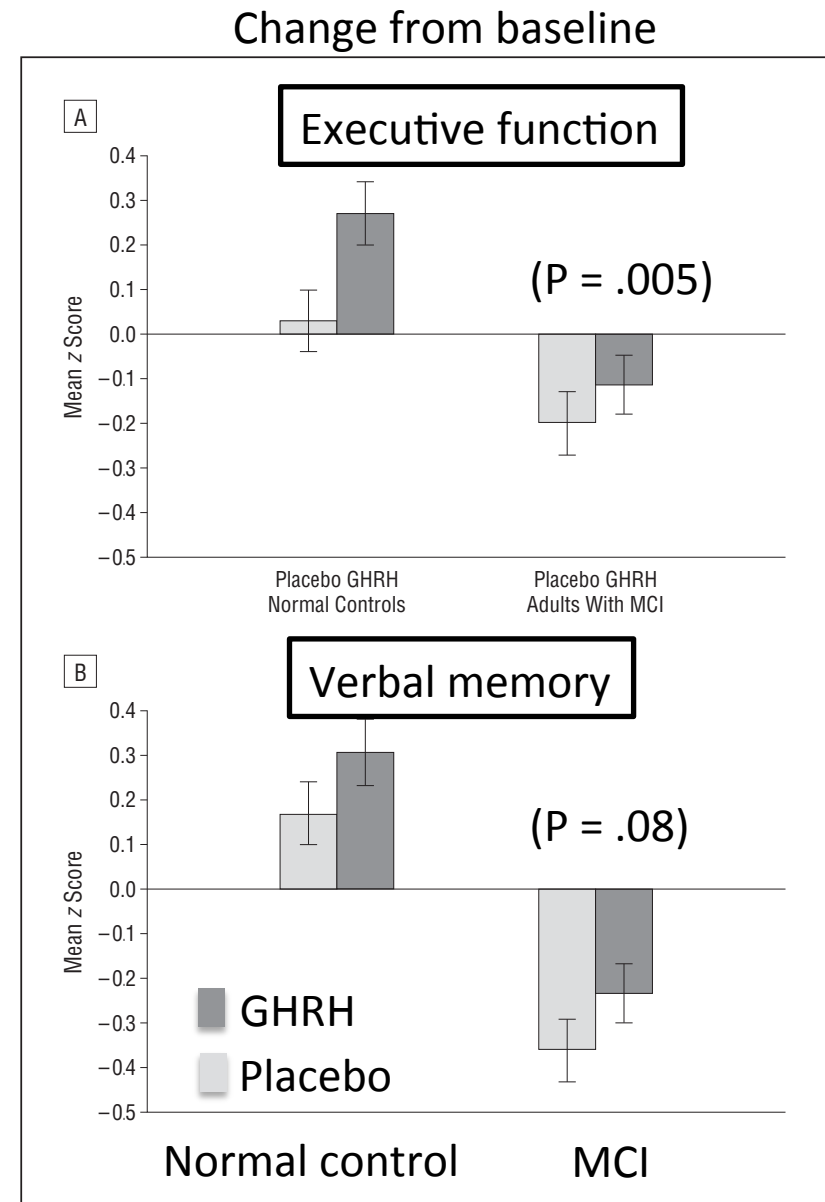 Change from baseline
A
Executive function
0.4
0.3
0.2
0.1
0.0
−0.1
−0.2
−0.3
−0.4
−0.5
Mean z Score
(P = .005)
Placebo GHRH
Normal Controls
Placebo GHRH
Adults With MCI
B
Verbal memory
0.4
0.3
0.2
0.1
0.0
−0.1
−0.2
−0.3
−0.4
−0.5
Mean z Score
(P = .08)
GHRH
Placebo
Normal control
MCI